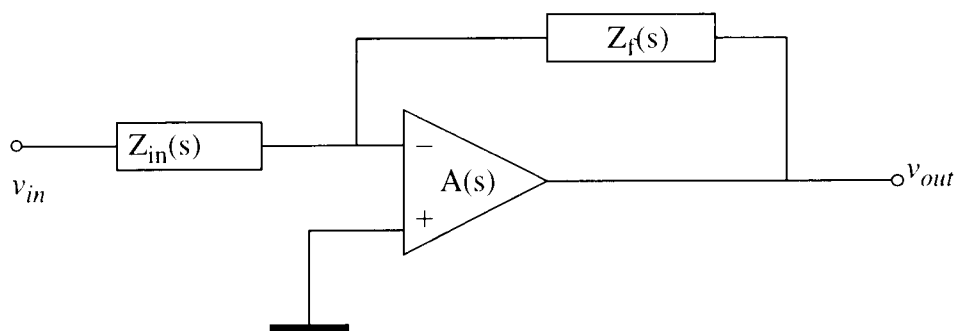 Z_f(s)
Z_in(s)
−
A(s)
+
v_in
v_out